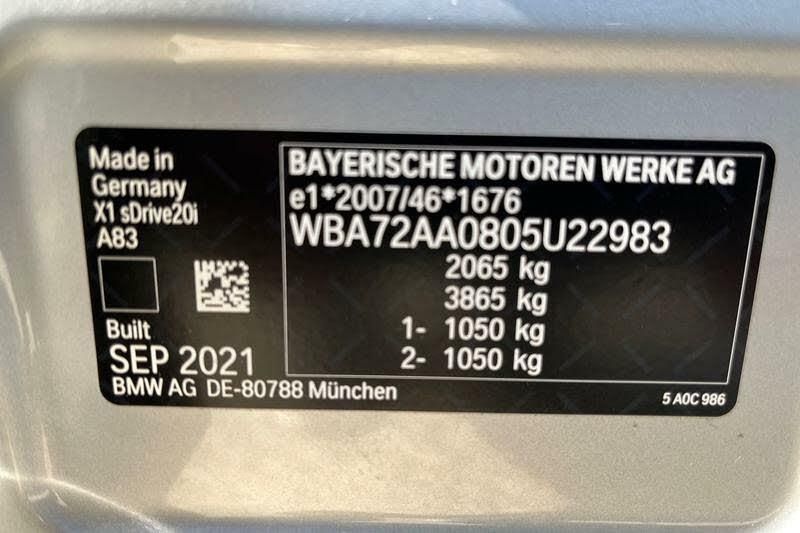 Made in
Germany
X1 sDrive20i
A83
Built
SEP 2021
BMW AG DE-80788 München
BAYERISCHE MOTOREN WERKE AG
e1*2007/46*1676
WBA72AA0805U22983
2065 kg
3865 kg
1- 1050 kg
2- 1050 kg
5 A0C 986